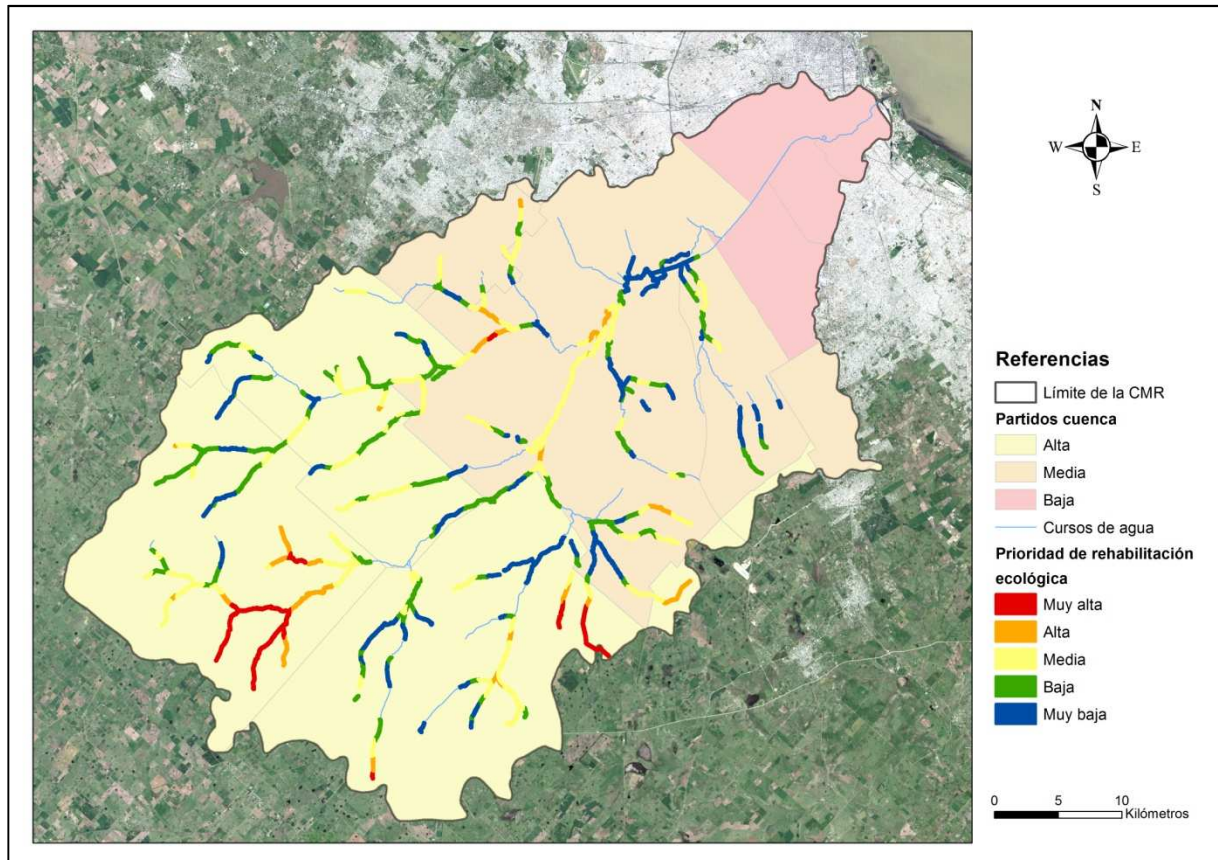 N
W
E
S
Referencias
Límite de la CMR
Partidos cuenca
Alta
Media
Baja
Cursos de agua
Prioridad de rehabilitación
ecológica
Muy alta
Alta
Media
Baja
Muy baja
0 5 10
Kilómetros